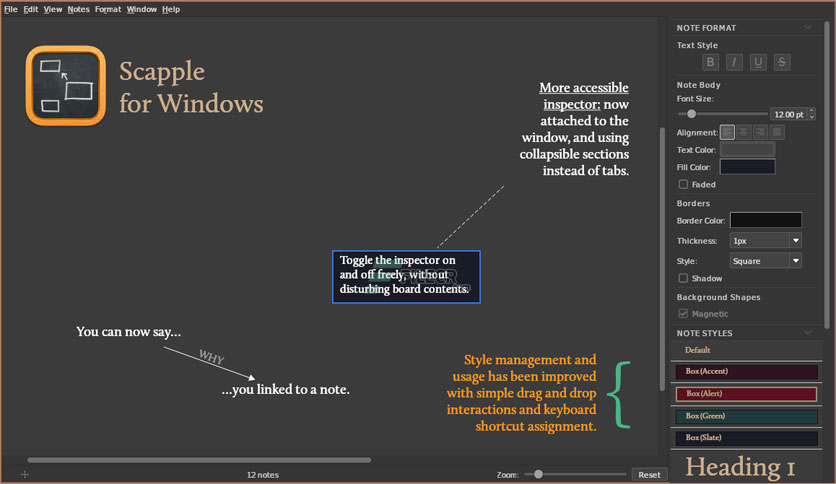 File Edit View Notes Format Window Help
Scapple
for Windows
More accessible
inspector: now
attached to the
window, and using
collapsible sections
instead of tabs.
Toggle the inspector on
and off freely, without
disturbing board contents.
You can now say...
WHY
...you linked to a note.
Style management and
usage has been improved
with simple drag and drop
interactions and keyboard
shortcut assignment.
12 notes
Zoom:
Reset
NOTE FORMAT
Text Style
B I U S
Note Body
Font Size:
12.00 pt
Alignment:
Text Color:
Fill Color:
Faded
Borders
Border Color:
Thickness: 1px
Style: Square
Shadow
Background Shapes
Magnetic
NOTE STYLES
Default
Box (Accent)
Box (Alert)
Box (Green)
Box (Slate)
Heading 1